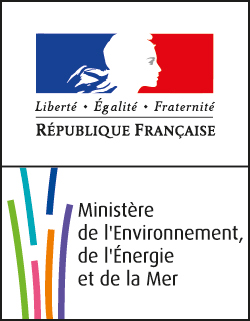 Liberté • Égalité • Fraternité
RÉPUBLIQUE FRANÇAISE
Ministère
de l'Environnement,
de l'Énergie
et de la Mer